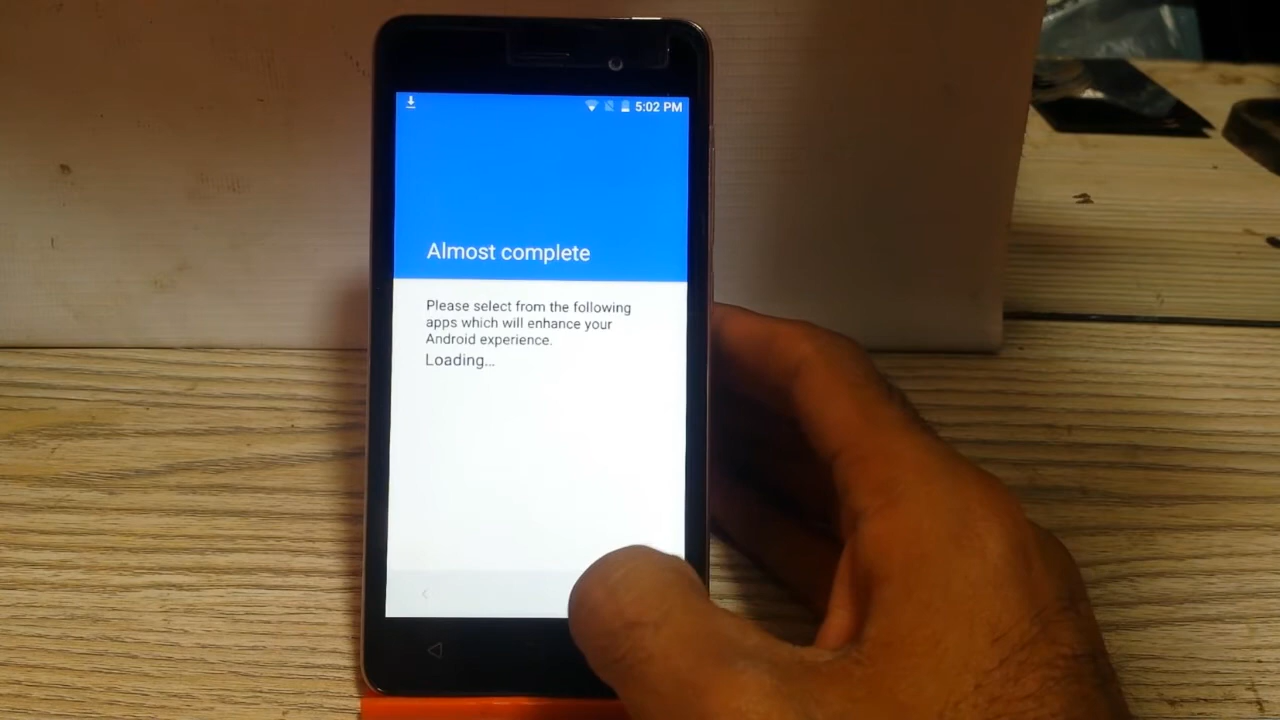 5:02 PM
Almost complete
Please select from the following
apps which will enhance your
Android experience.
Loading...